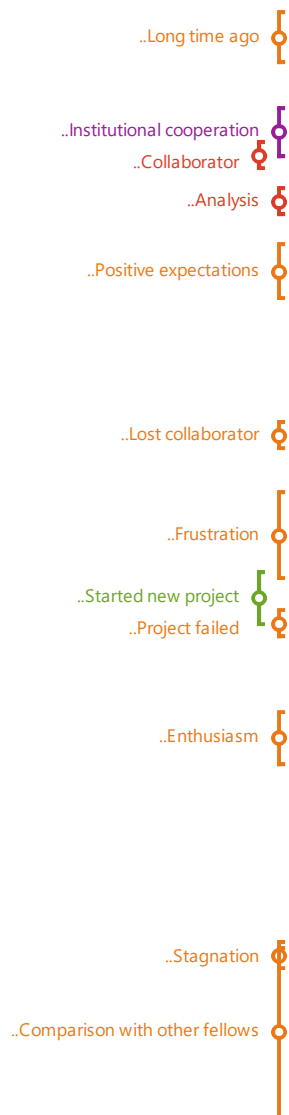 ..Long time ago
..Institutional cooperation
..Collaborator
..Analysis
..Positive expectations
..Lost collaborator
..Frustration
..Started new project
..Project failed
..Enthusiasm
..Stagnation
..Comparison with other fellows